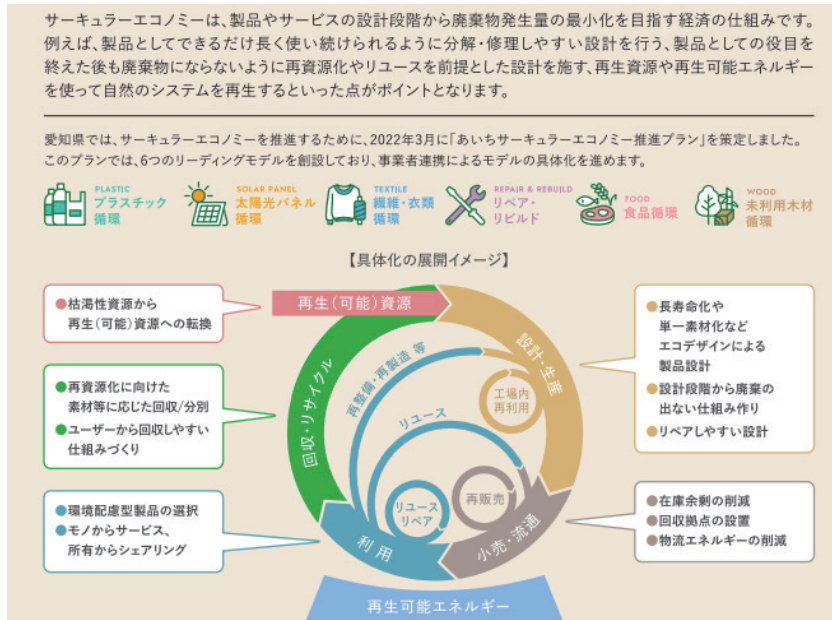 サーキュラーエコノミーは、製品やサービスの設計段階から廃棄物発生量の最小化を目指す経済の仕組みです。
例えば、製品としてできるだけ長く使い続けられるように分解・修理しやすい設計を行う、製品としての役目を
終えた後も廃棄物にならないように再資源化やリユースを前提とした設計を施す、再生資源や再生可能エネルギー
を使って自然のシステムを再生するといった点がポイントとなります。
愛知県では、サーキュラーエコノミーを推進するために、2022年3月に「あいちサーキュラーエコノミー推進プラン」を策定しました。
このプランでは、6つのリーディングモデルを創設しており、事業者連携によるモデルの具体化を進めます。
PLASTIC
プラスチック
循環
SOLAR PANEL
太陽光パネル
循環
TEXTILE
繊維・衣類
循環
REPAIR & REBUILD
リペア・
リビルド
FOOD
食品循環
WOOD
未利用木材
循環
【具体化の展開イメージ】
●枯渇性資源から
再生(可能)資源への転換
●再資源化に向けた
素材等に応じた回収/分別
●ユーザーから回収しやすい
仕組みづくり
●環境配慮型製品の選択
●モノからサービス、
所有からシェアリング
再生(可能)資源
設計・生産
回収・リサイクル
再整備・再製造 等
工場内
再利用
リユース
リユース
リペア
再販売
利用
小売・流通
再生可能エネルギー
●長寿命化や
単一素材化など
エコデザインによる
製品設計
●設計段階から廃棄の
出ない仕組み作り
●リペアしやすい設計
●在庫余剰の削減
●回収拠点の設置
●物流エネルギーの削減